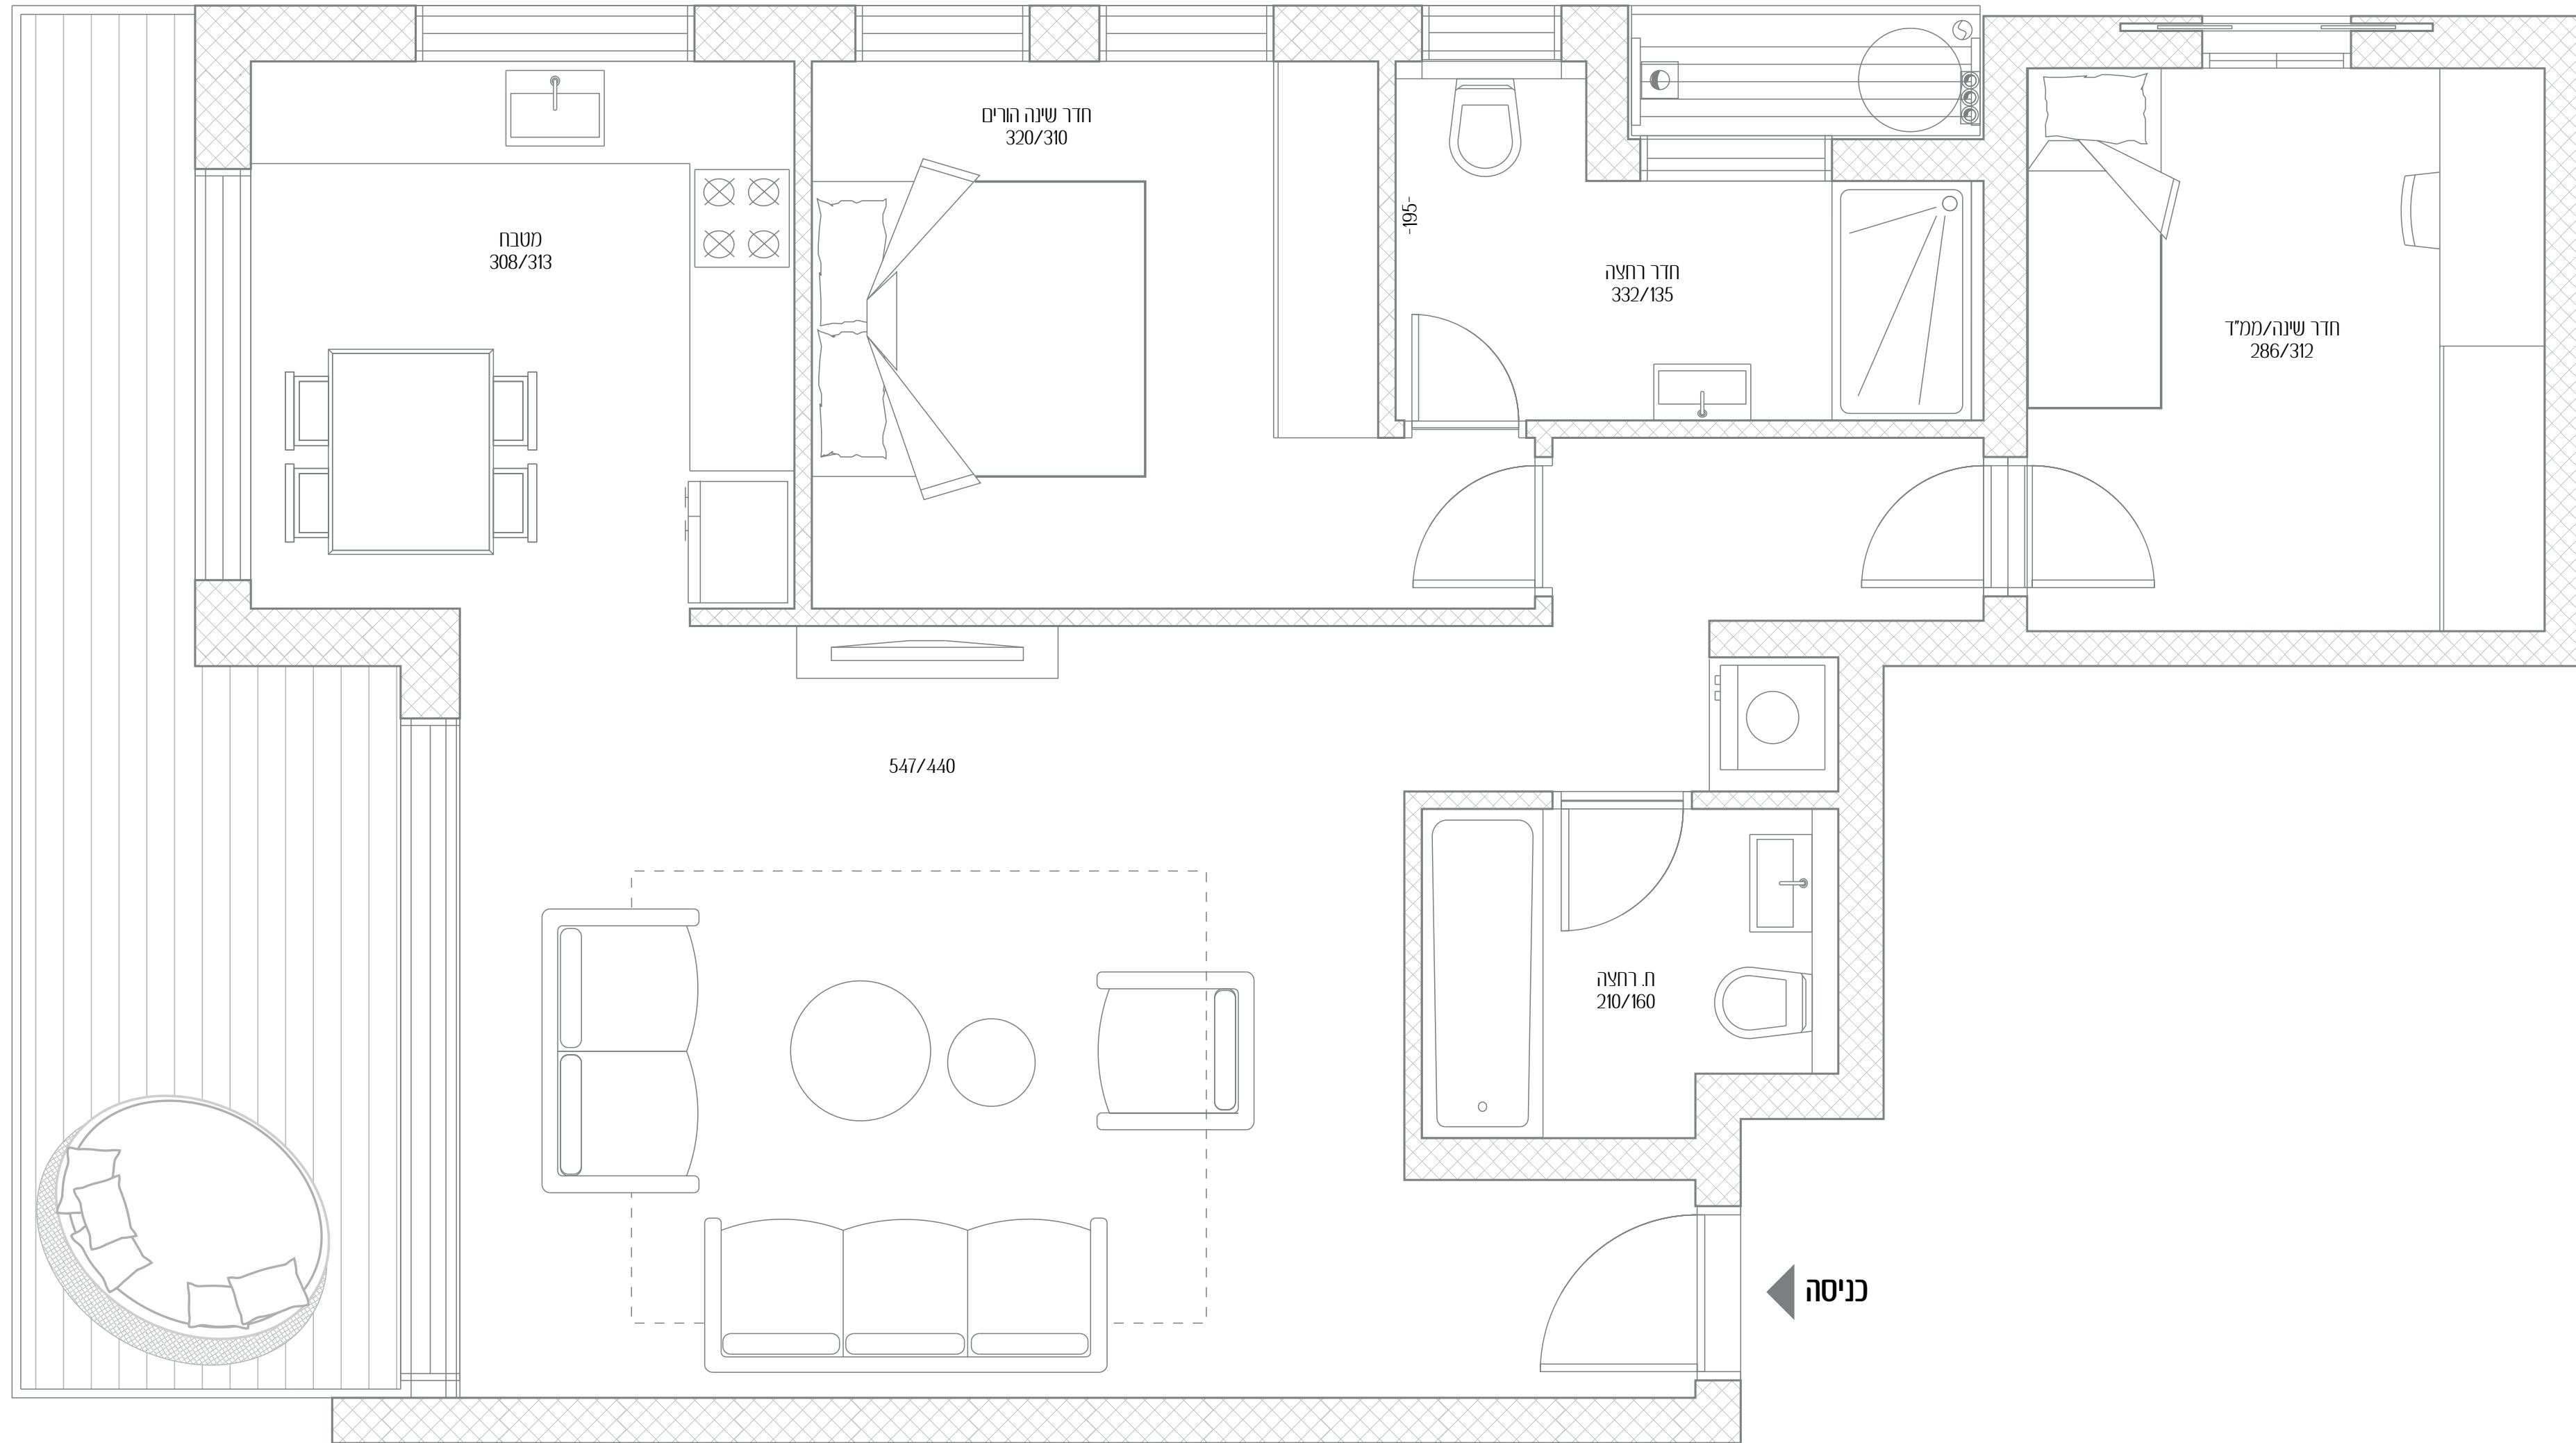 חדר שינה הורים
320/310
מטבח
308/313
-195-
חדר רחצה
332/135
חדר שינה/ממ"ד
286/312
547/440
ח. רחצה
210/160
כניסה